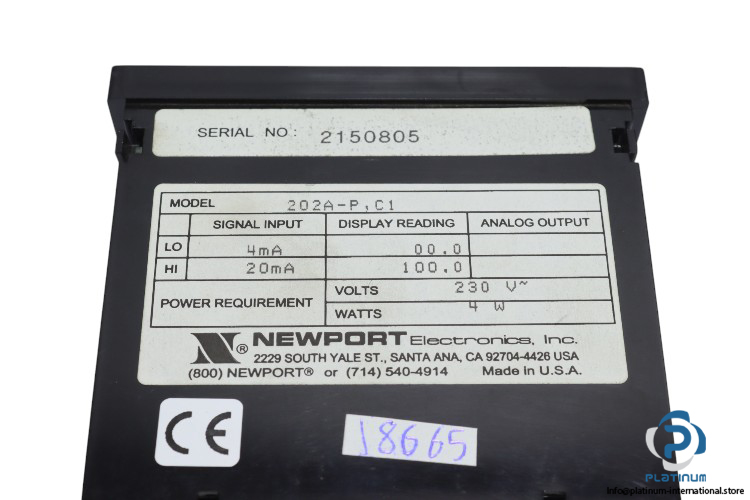 SERIAL NO: 2150805
MODEL 202A-P,C1
SIGNAL INPUT DISPLAY READING ANALOG OUTPUT
LO 4mA 00.0
HI 20mA 100.0
POWER REQUIREMENT VOLTS 230 V~
WATTS 4 W
N® NEWPORT Electronics, Inc.
2229 SOUTH YALE ST., SANTA ANA, CA 92704-4426 USA
(800) NEWPORT® or (714) 540-4914 Made in U.S.A.
CE
18665
PLATINUM
info@platinum-international.store